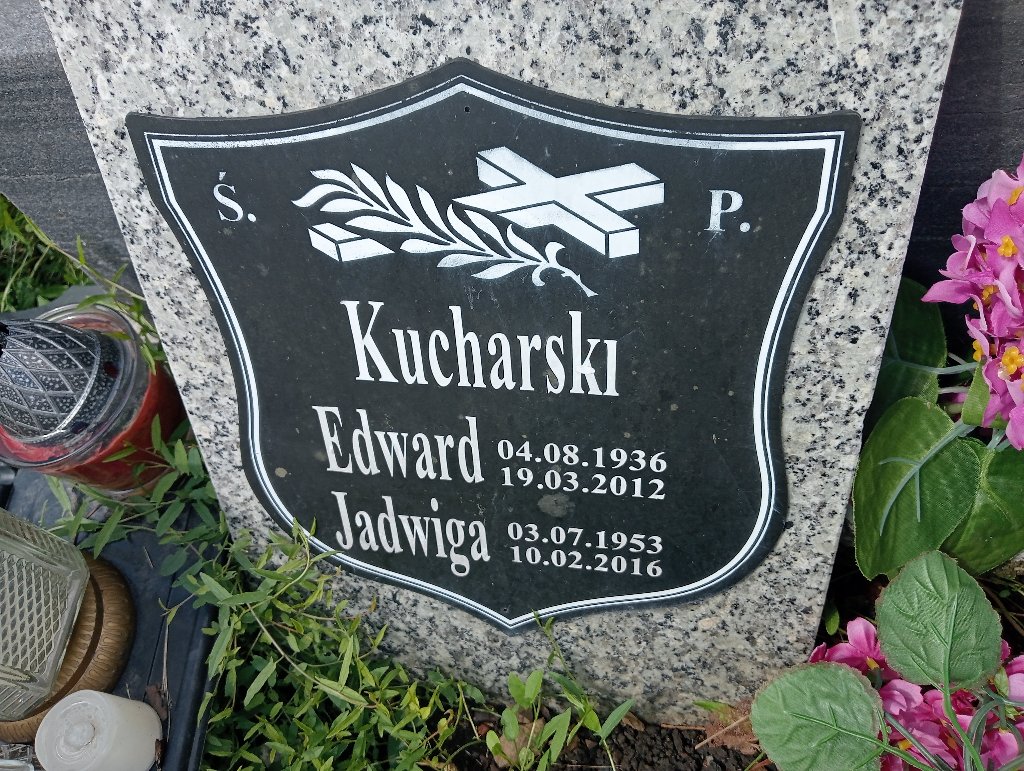 Ś. P.
Kucharski
Edward 04.08.1936
19.03.2012
Jadwiga 03.07.1953
10.02.2016